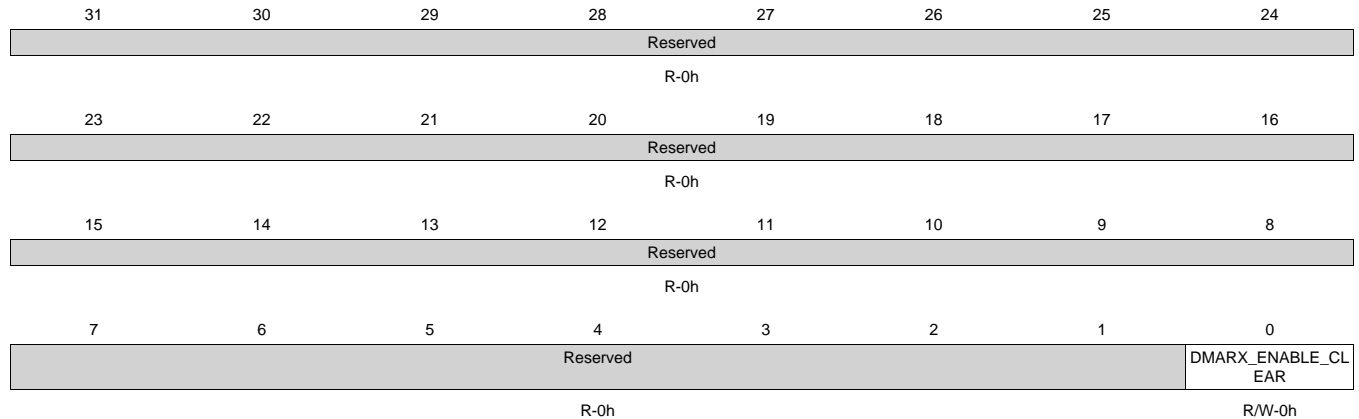 31 30 29 28 27 26 25 24
Reserved
R-0h
23 22 21 20 19 18 17 16
Reserved
R-0h
15 14 13 12 11 10 9 8
Reserved
R-0h
7 6 5 4 3 2 1 0
Reserved DMARX_ENABLE_CL
EAR
R-0h R/W-0h